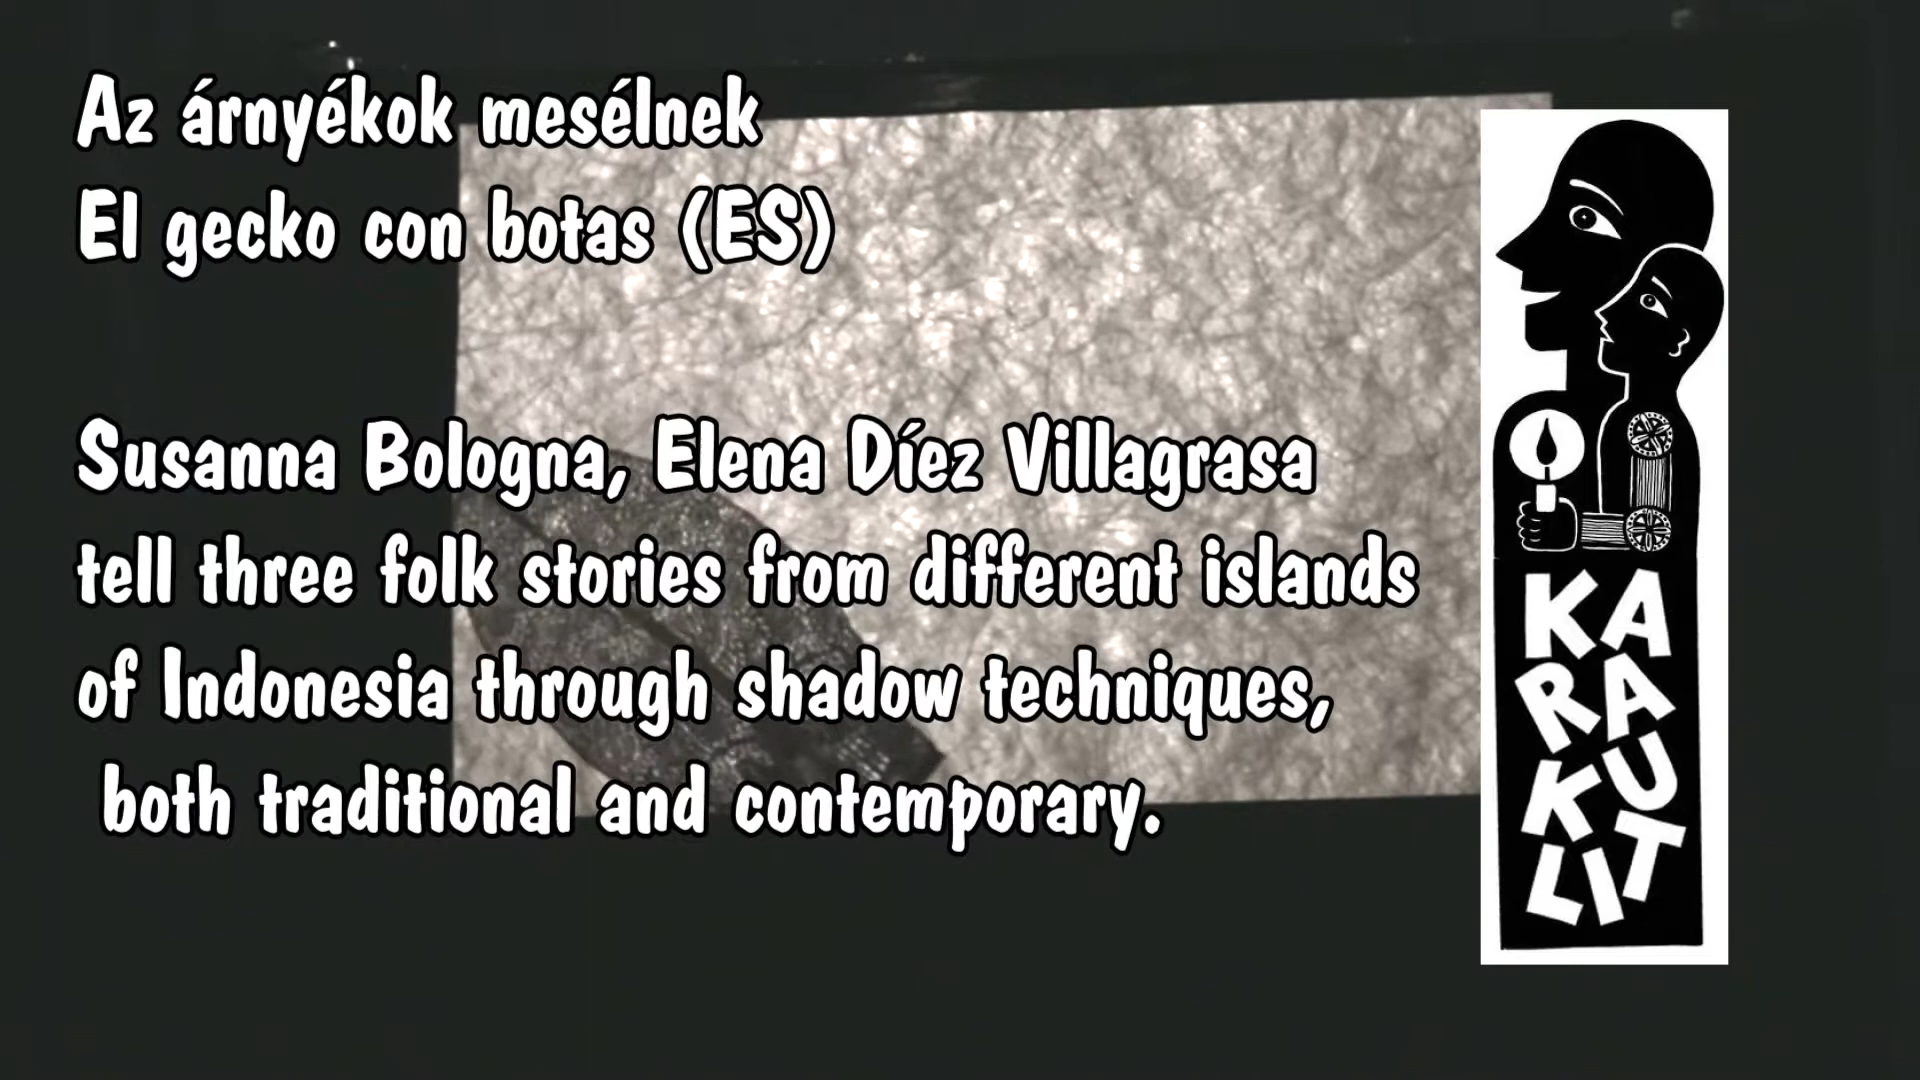 Az árnyékok mesélnek
El gecko con botas (ES)
Susanna Bologna, Elena Díez Villagrasa
tell three folk stories from different islands
of Indonesia through shadow techniques,
both traditional and contemporary.
KA
RA
KU
LIT